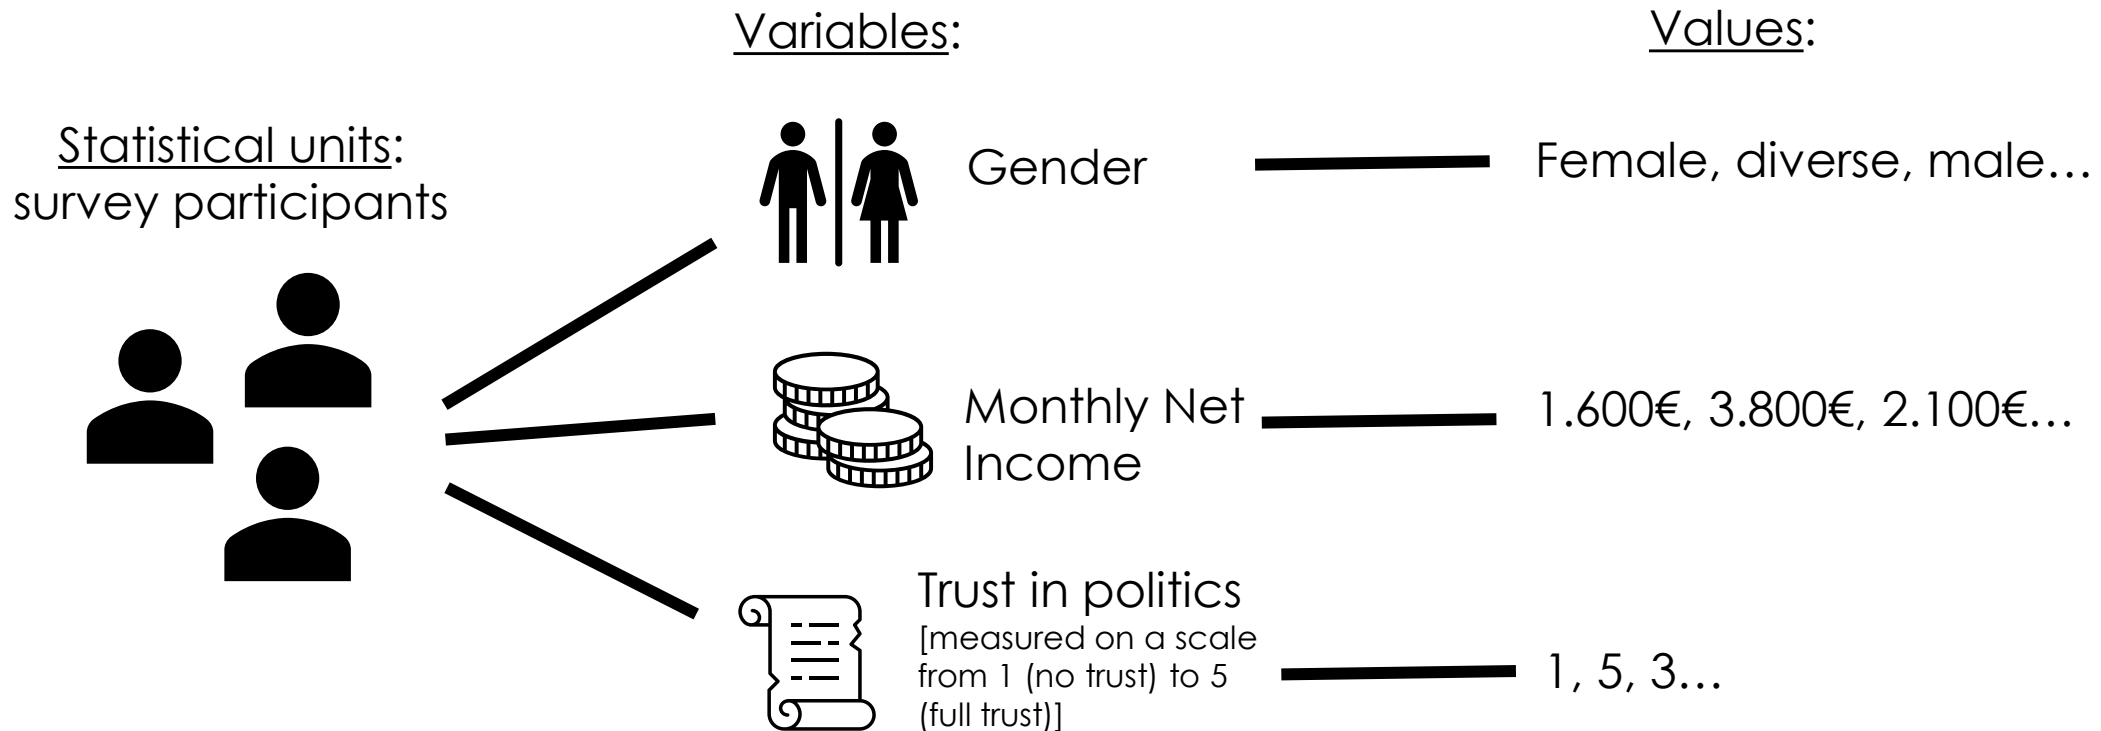 Variables:
Values:
Statistical units:
survey participants
Gender
Female, diverse, male…
Monthly Net
Income
1.600€, 3.800€, 2.100€…
Trust in politics
[measured on a scale
from 1 (no trust) to 5
(full trust)]
1, 5, 3…